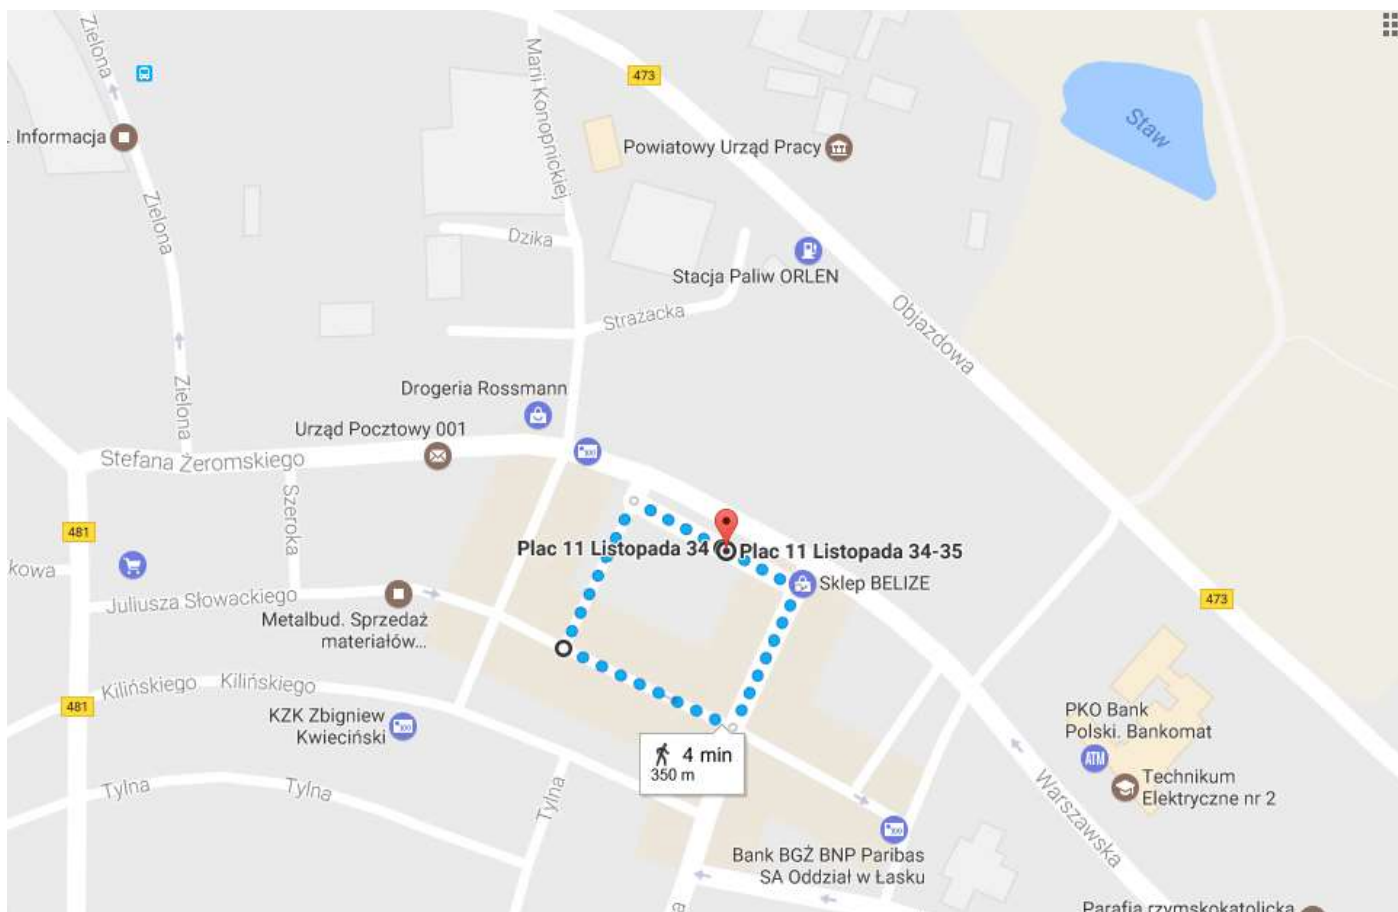 Zielona
473
Marii Konopnickiej
. Informacja
Powiatowy Urząd Pracy
Staw
Zielona
Dzika
Stacja Paliw ORLEN
Strażacka
Objazdowa
Zielona
Drogeria Rossmann
Urząd Pocztowy 001
Stefana Żeromskiego
Szeroka
481
Plac 11 Listopada 34
Plac 11 Listopada 34-35
kowa
Sklep BELIZE
473
Juliusza Słowackiego
Metalbud. Sprzedaż
materiałów...
Kilińskiego
Kilińskiego
481
KZK Zbigniew
Kwieciński
PKO Bank
Polski. Bankomat
ATM
4 min
350 m
Tylna
Tylna
Tylna
Technikum
Elektryczne nr 2
Warszawska
Bank BGŻ BNP Paribas
SA Oddział w Łasku
Parafia rzymskokatolicka